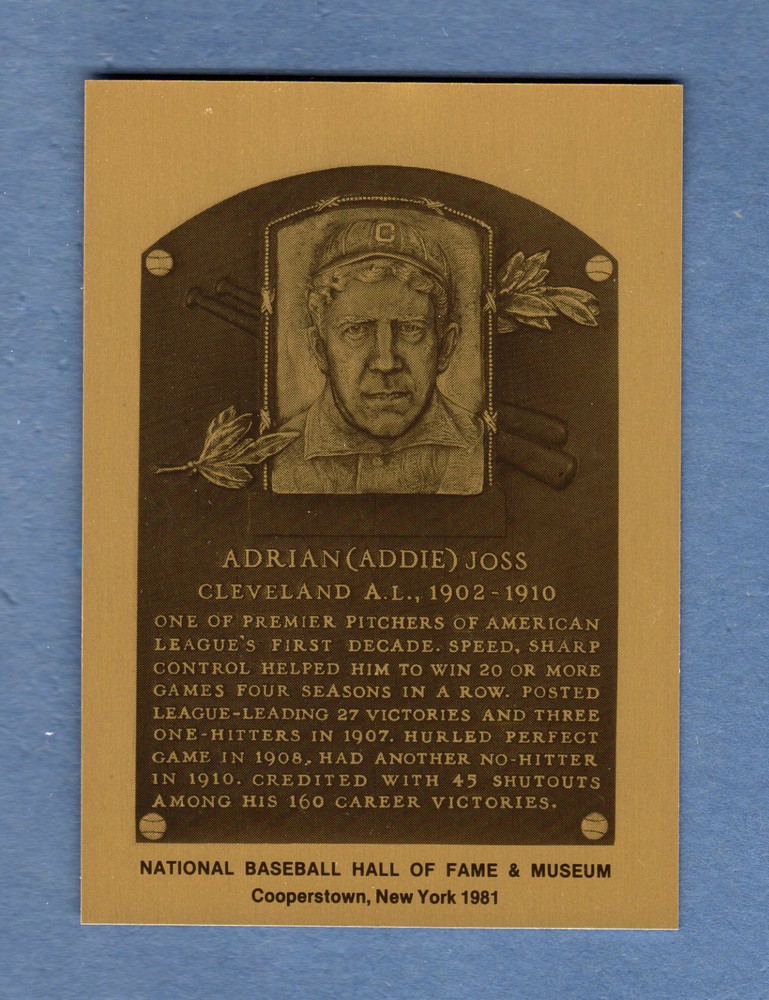 C
ADRIAN (ADDIE) JOSS
CLEVELAND A.L., 1902-1910
ONE OF PREMIER PITCHERS OF AMERICAN
LEAGUE'S FIRST DECADE. SPEED, SHARP
CONTROL HELPED HIM TO WIN 20 OR MORE
GAMES FOUR SEASONS IN A ROW. POSTED
LEAGUE-LEADING 27 VICTORIES AND THREE
ONE-HITTERS IN 1907. HURLED PERFECT
GAME IN 1908, HAD ANOTHER NO-HITTER
IN 1910. CREDITED WITH 45 SHUTOUTS
AMONG HIS 160 CAREER VICTORIES.
NATIONAL BASEBALL HALL OF FAME & MUSEUM
Cooperstown, New York 1981